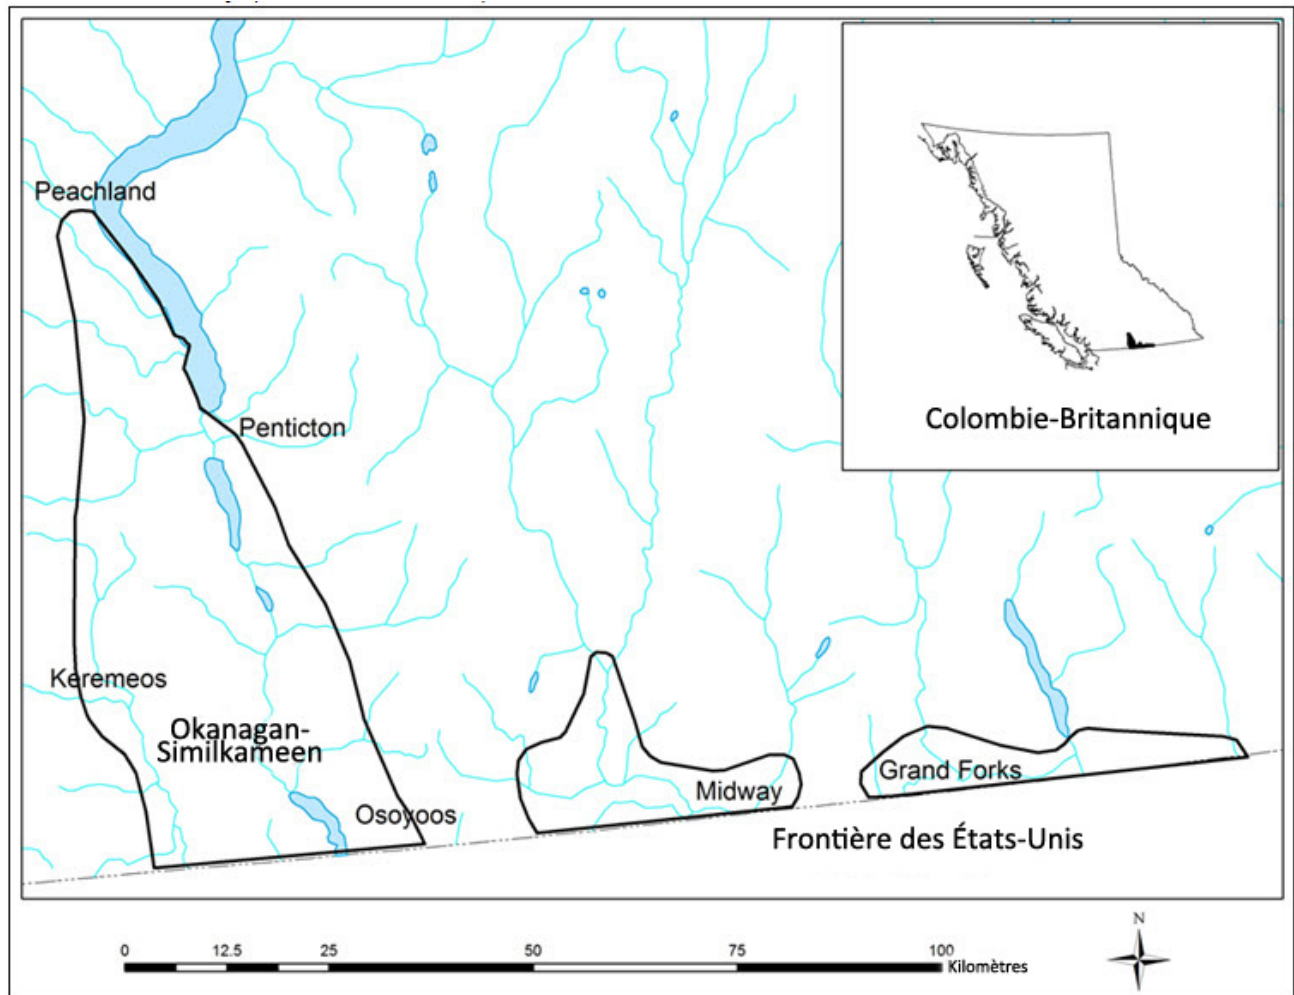 Peachland
Penticton
Colombie-Britannique
Keremeos
Okanagan-
Similkameen
Osoyoos
Midway
Grand Forks
Frontière des États-Unis
N
0 12.5 25 50 75 100
Kilomètres